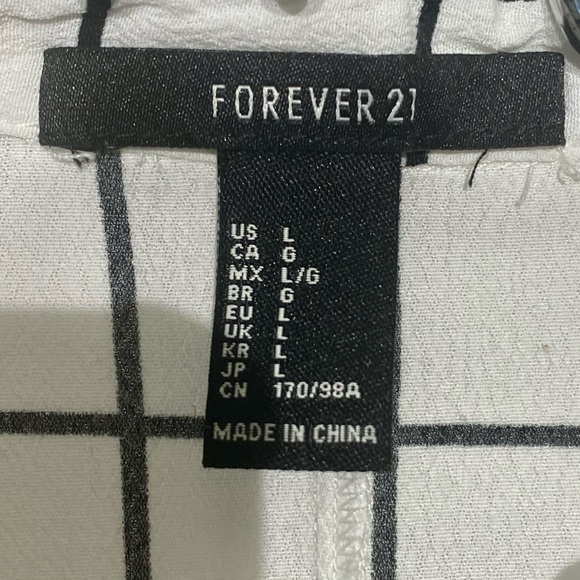 FOREVER 21
US L
CA G
MX L/G
BR G
EU L
UK L
KR L
JP L
CN 170/98A
MADE IN CHINA